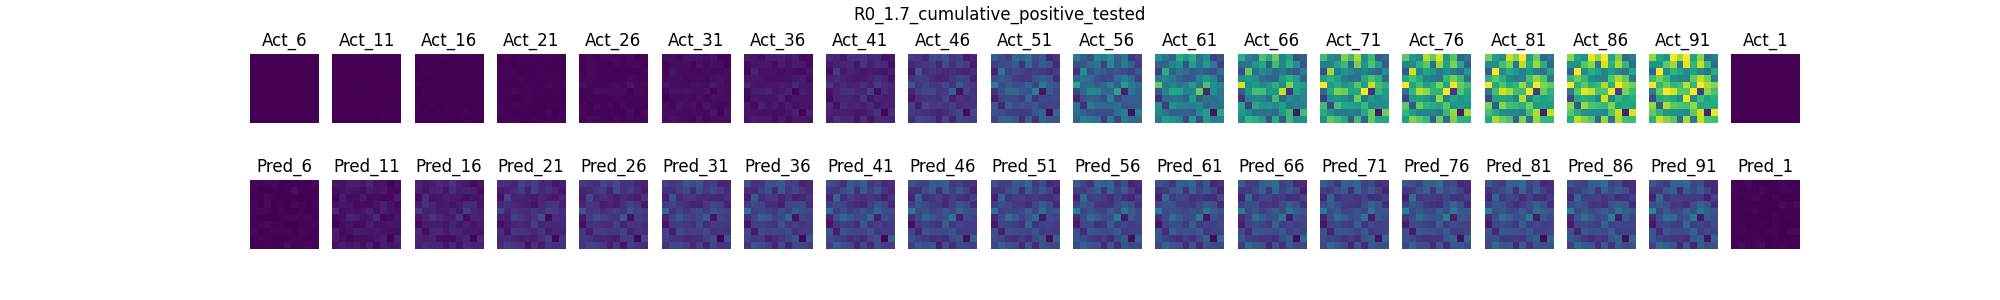 R0_1.7_cumulative_positive_tested
Act_6 Act_11 Act_16 Act_21 Act_26 Act_31 Act_36 Act_41 Act_46 Act_51 Act_56 Act_61 Act_66 Act_71 Act_76 Act_81 Act_86 Act_91 Act_1
Pred_6 Pred_11 Pred_16 Pred_21 Pred_26 Pred_31 Pred_36 Pred_41 Pred_46 Pred_51 Pred_56 Pred_61 Pred_66 Pred_71 Pred_76 Pred_81 Pred_86 Pred_91 Pred_1